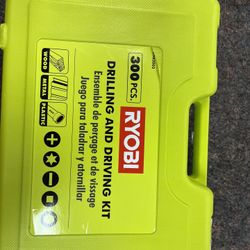 RYOBI
300 PCS.
DRILLING AND DRIVING KIT
Ensemble de perçage et de vissage
Juego para taladrar y atornillar
WOOD
METAL
PLASTIC